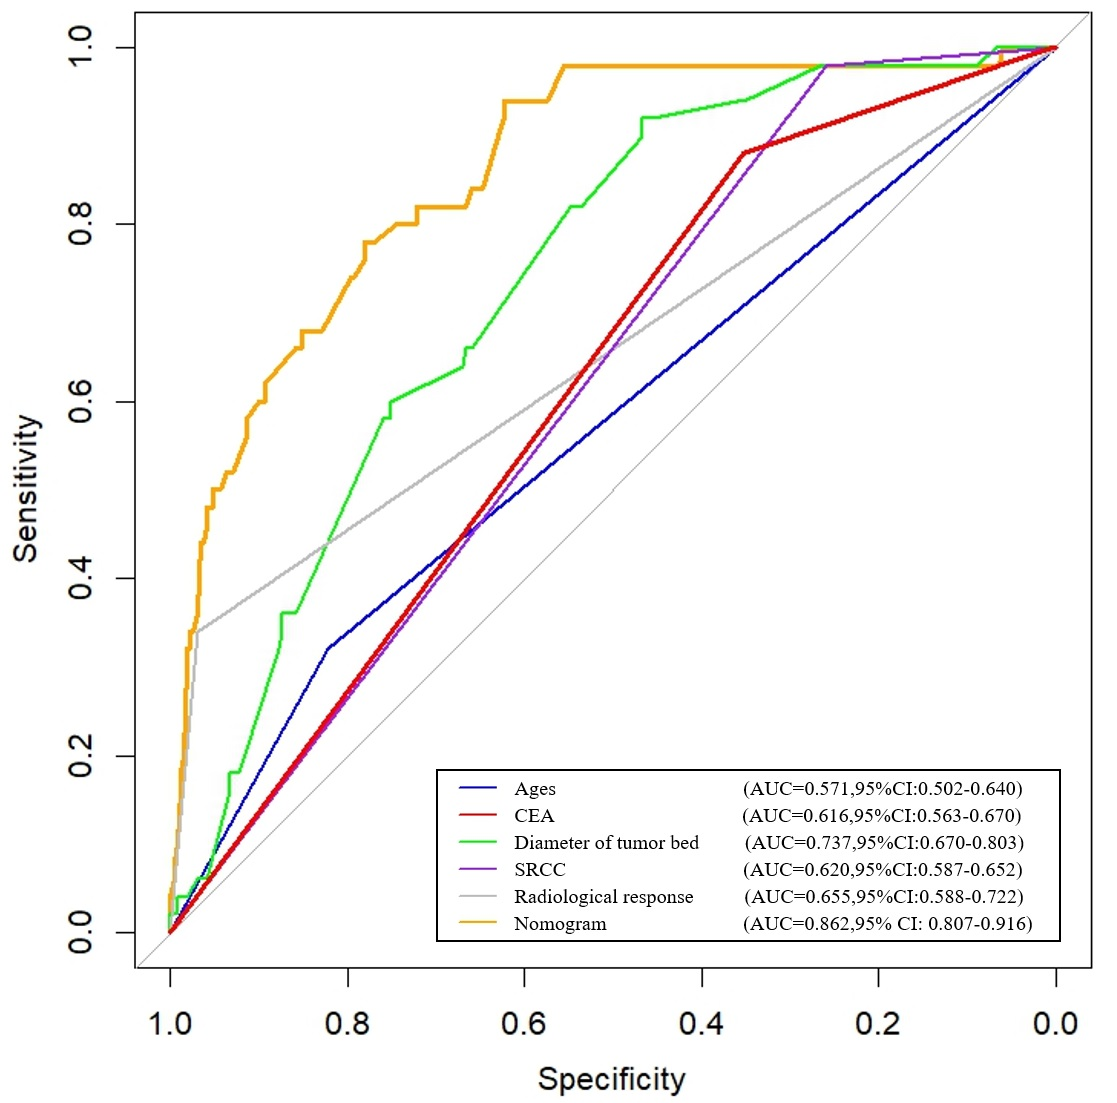 1.0
0.8
0.6
0.4
0.2
0.0
Sensitivity
Ages (AUC=0.571,95%CI:0.502-0.640)
CEA (AUC=0.616,95%CI:0.563-0.670)
Diameter of tumor bed (AUC=0.737,95%CI:0.670-0.803)
SRCC (AUC=0.620,95%CI:0.587-0.652)
Radiological response (AUC=0.655,95%CI:0.588-0.722)
Nomogram (AUC=0.862,95% CI: 0.807-0.916)
1.0 0.8 0.6 0.4 0.2 0.0
Specificity